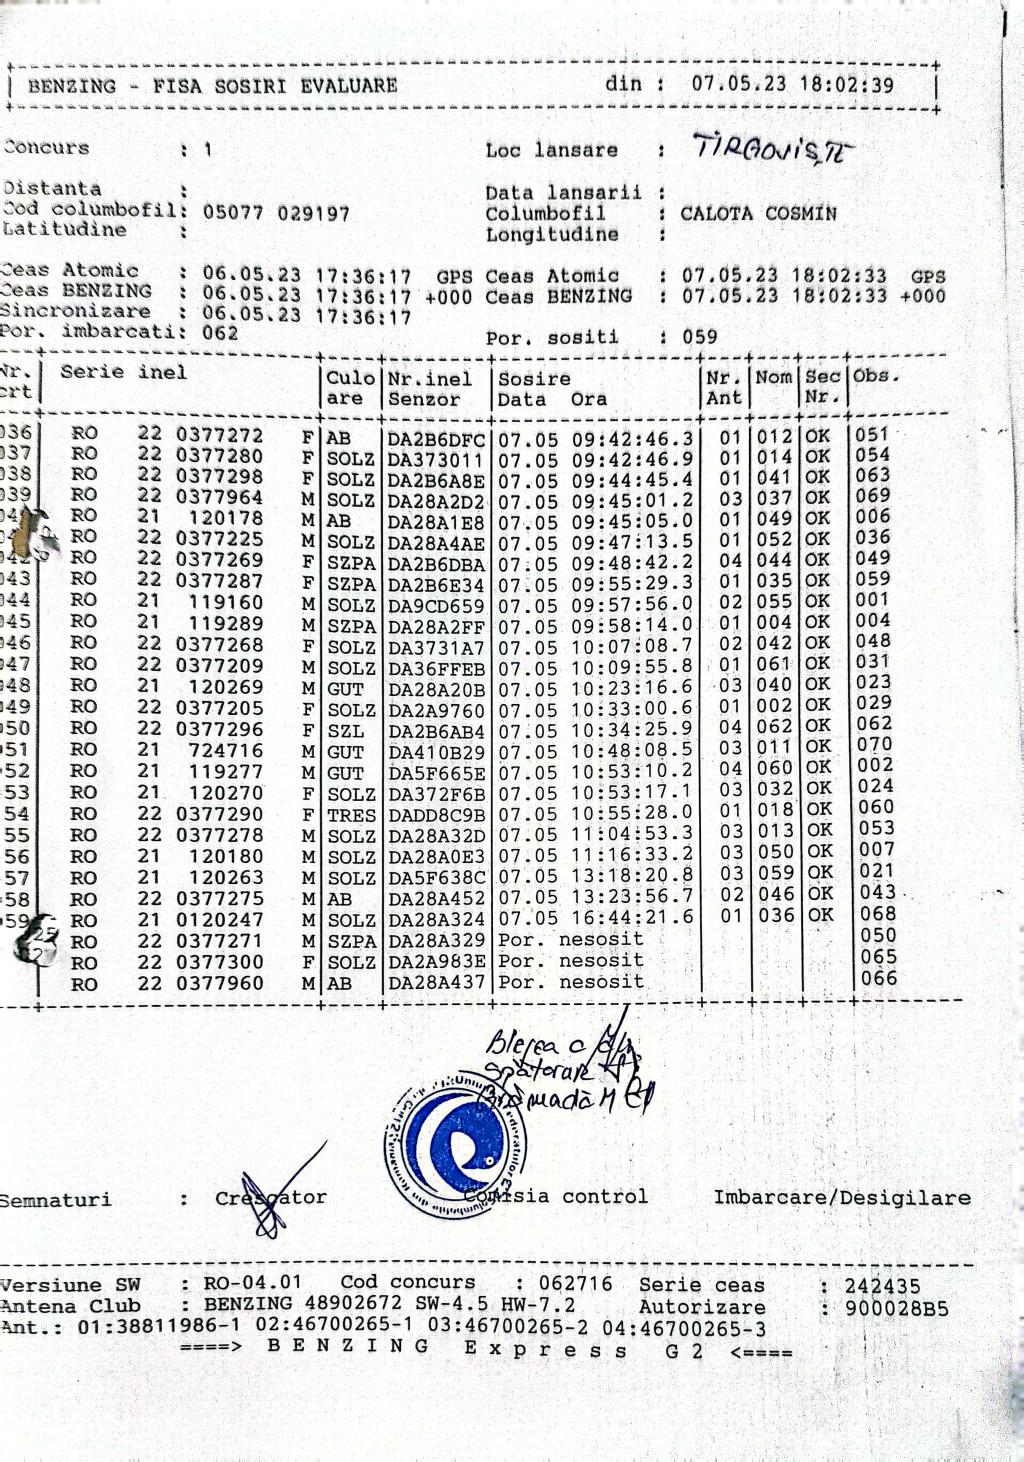 BENZING - FISA SOSIRI EVALUARE din : 07.05.23 18:02:39
Concurs : 1 Loc lansare : TIRGOVISTE
Distanta : Data lansarii :
Cod columbofil: 05077 029197 Columbofil : CALOTA COSMIN
Latitudine : Longitudine :
Ceas Atomic : 06.05.23 17:36:17 GPS Ceas Atomic : 07.05.23 18:02:33 GPS
Ceas BENZING : 06.05.23 17:36:17 +000 Ceas BENZING : 07.05.23 18:02:33 +000
Sincronizare : 06.05.23 17:36:17
Por. imbarcati: 062 Por. sositi : 059
Nr. Serie inel Culo Nr.inel Sosire Nr. Nom Sec Obs.
crt are Senzor Data Ora Ant Nr.
036 RO 22 0377272 F AB DA2B6DFC 07.05 09:42:46.3 01 012 OK 051
037 RO 22 0377280 F SOLZ DA373011 07.05 09:42:46.9 01 014 OK 054
038 RO 22 0377298 F SOLZ DA2B6A8E 07.05 09:44:45.4 01 041 OK 063
039 RO 22 0377964 M SOLZ DA28A2D2 07.05 09:45:01.2 03 037 OK 069
RO 21 120178 M AB DA28A1E8 07.05 09:45:05.0 01 049 OK 006
RO 22 0377225 M SOLZ DA28A4AE 07.05 09:47:13.5 01 052 OK 036
042 RO 22 0377269 F SZPA DA2B6DBA 07.05 09:48:42.2 04 044 OK 049
043 RO 22 0377287 F SZPA DA2B6E34 07.05 09:55:29.3 01 035 OK 059
044 RO 21 119160 M SOLZ DA9CD659 07.05 09:57:56.0 02 055 OK 001
045 RO 21 119289 M SZPA DA28A2FF 07.05 09:58:14.0 01 004 OK 004
046 RO 22 0377268 F SOLZ DA3731A7 07.05 10:07:08.7 02 042 OK 048
047 RO 22 0377209 M SOLZ DA36FFEB 07.05 10:09:55.8 01 061 OK 031
048 RO 21 120269 M GUT DA28A20B 07.05 10:23:16.6 03 040 OK 023
049 RO 22 0377205 F SOLZ DA2A9760 07.05 10:33:00.6 01 002 OK 029
050 RO 22 0377296 F SZL DA2B6AB4 07.05 10:34:25.9 04 062 OK 062
51 RO 21 724716 M GUT DA410B29 07.05 10:48:08.5 03 011 OK 070
52 RO 21 119277 M GUT DA5F665E 07.05 10:53:10.2 04 060 OK 002
53 RO 21 120270 F SOLZ DA372F6B 07.05 10:53:17.1 03 032 OK 024
54 RO 22 0377290 F TRES DADD8C9B 07.05 10:55:28.0 01 018 OK 060
55 RO 22 0377278 M SOLZ DA28A32D 07.05 11:04:53.3 03 013 OK 053
56 RO 21 120180 M SOLZ DA28A0E3 07.05 11:16:33.2 03 050 OK 007
57 RO 21 120263 M SOLZ DA5F638C 07.05 13:18:20.8 03 059 OK 021
58 RO 22 0377275 M AB DA28A452 07.05 13:23:56.7 02 046 OK 043
59 RO 21 0120247 M SOLZ DA28A324 07.05 16:44:21.6 01 036 OK 068
RO 22 0377271 M SZPA DA28A329 Por. nesosit 050
RO 22 0377300 F SOLZ DA2A983E Por. nesosit 065
RO 22 0377960 M AB DA28A437 Por. nesosit 066
Semnaturi : Crescator Comisia control Imbarcare/Desigilare
Versiune SW : RO-04.01 Cod concurs : 062716 Serie ceas : 242435
Antena Club : BENZING 48902672 SW-4.5 HW-7.2 Autorizare : 900028B5
Ant.: 01:38811986-1 02:46700265-1 03:46700265-2 04:46700265-3
====> B E N Z I N G E x p r e s s G 2 <====